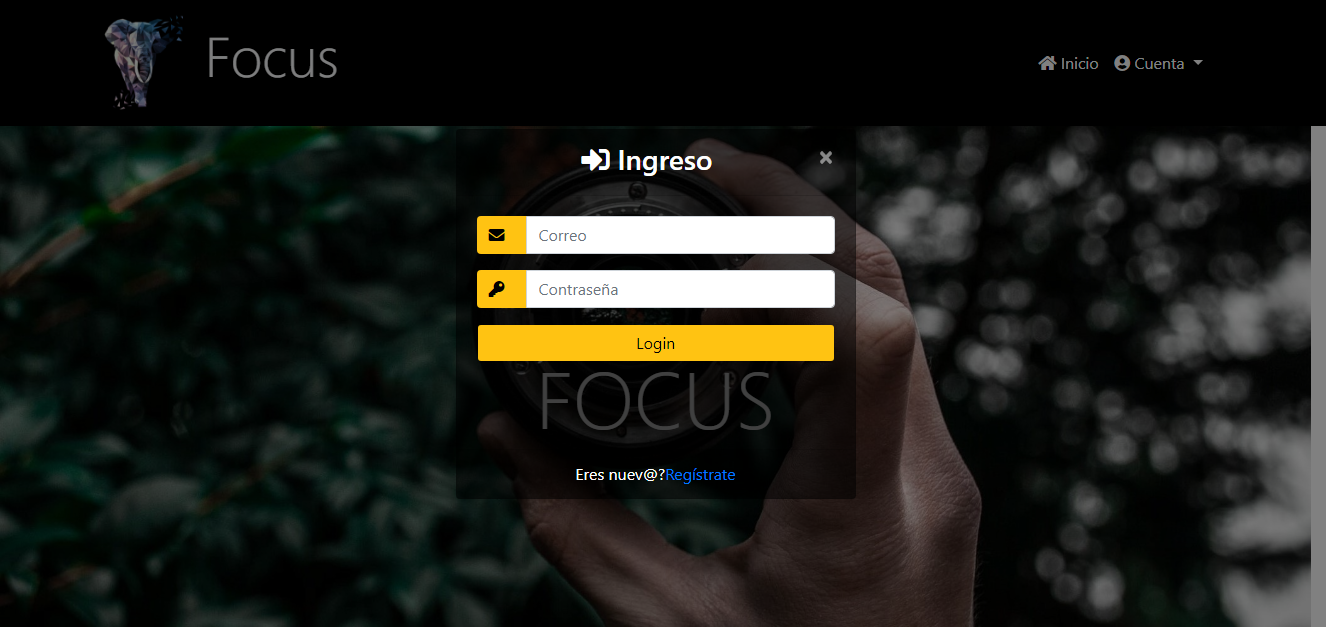 Focus
Inicio
Cuenta
Ingreso
×
Correo
Contraseña
Login
FOCUS
Eres nuev@?Regístrate